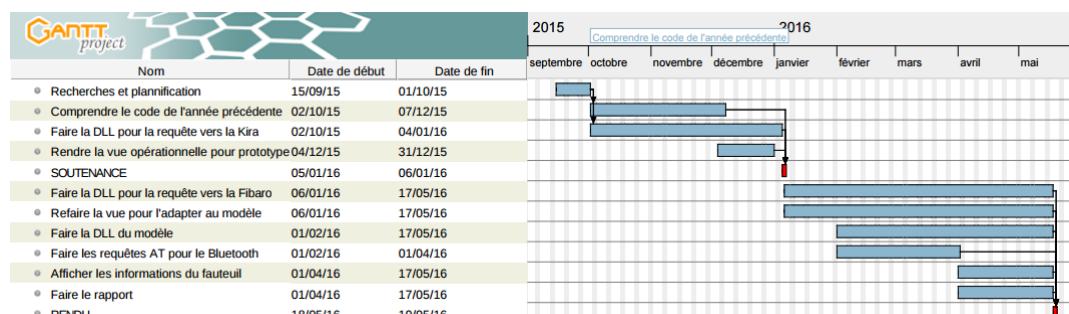 GANTT
project
2015
2016
Comprendre le code de l'année précédente
septembre octobre novembre décembre janvier février mars avril mai
Nom Date de début Date de fin
Recherches et plannification 15/09/15 01/10/15
Comprendre le code de l'année précédente 02/10/15 07/12/15
Faire la DLL pour la requête vers la Kira 02/10/15 04/01/16
Rendre la vue opérationnelle pour prototype 04/12/15 31/12/15
SOUTENANCE 05/01/16 06/01/16
Faire la DLL pour la requête vers la Fibaro 06/01/16 17/05/16
Refaire la vue pour l'adapter au modèle 06/01/16 17/05/16
Faire la DLL du modèle 01/02/16 17/05/16
Faire les requêtes AT pour le Bluetooth 01/02/16 01/04/16
Afficher les informations du fauteuil 01/04/16 17/05/16
Faire le rapport 01/04/16 17/05/16